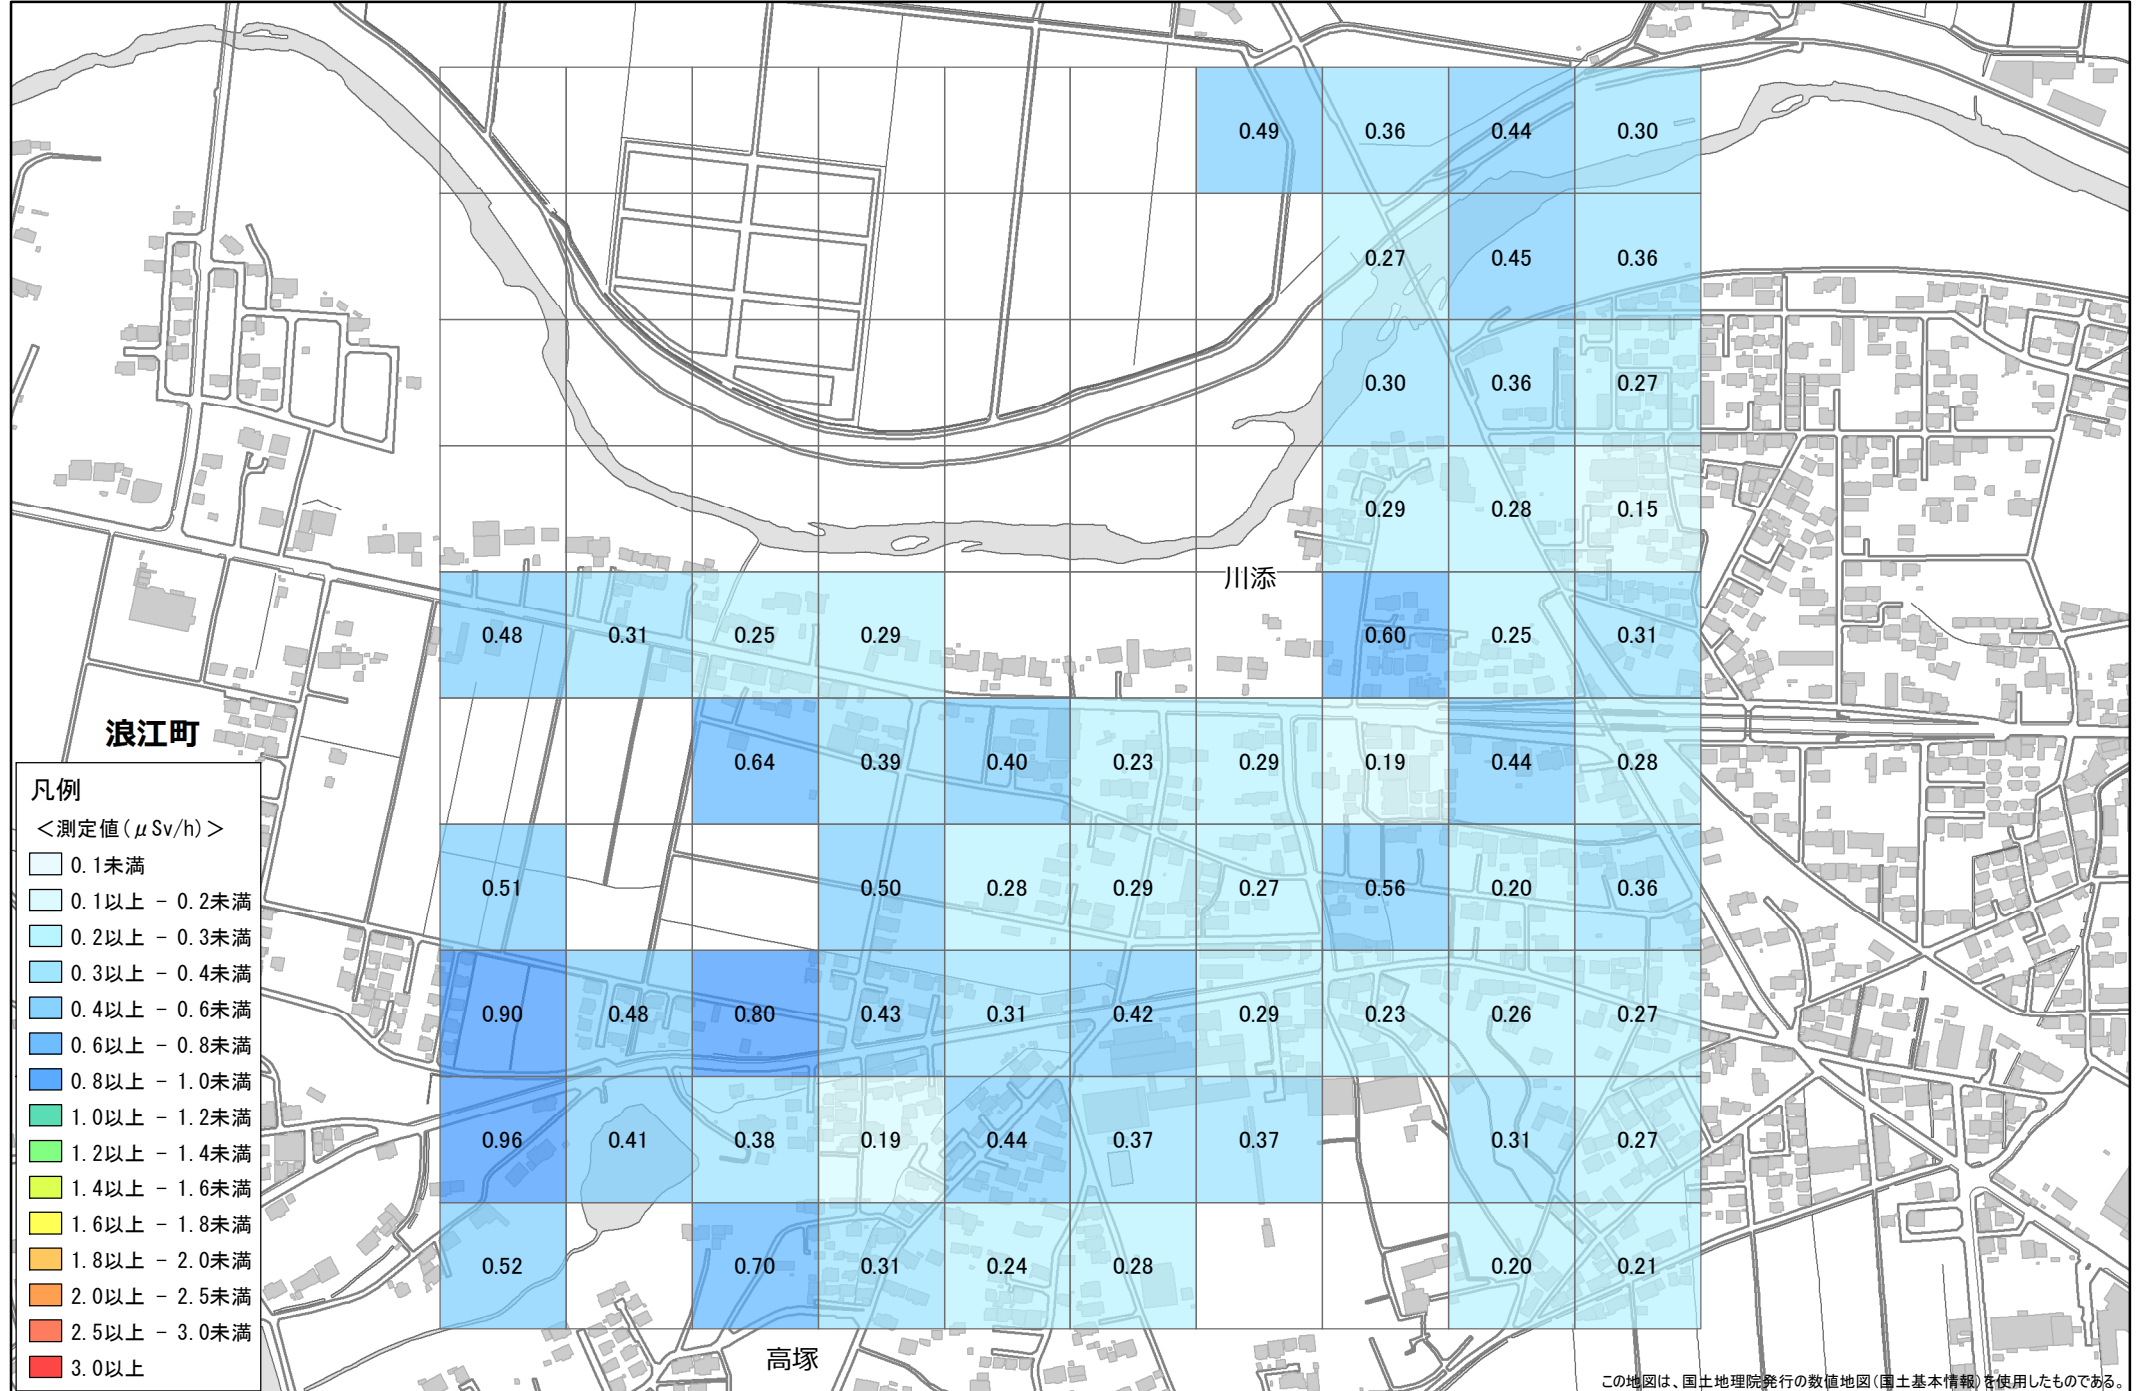 0.49 0.36 0.44 0.30
0.27 0.45 0.36
0.30 0.36 0.27
0.29 0.28 0.15
川添
0.48 0.31 0.25 0.29 0.60 0.25 0.31
浪江町
0.64 0.39 0.40 0.23 0.29 0.19 0.44 0.28
0.51 0.50 0.28 0.29 0.27 0.56 0.20 0.36
0.90 0.48 0.80 0.43 0.31 0.42 0.29 0.23 0.26 0.27
0.96 0.41 0.38 0.19 0.44 0.37 0.37 0.31 0.27
0.52 0.70 0.31 0.24 0.28 0.20 0.21
高塚
凡例
<測定値(μSv/h)>
0.1未満
0.1以上 - 0.2未満
0.2以上 - 0.3未満
0.3以上 - 0.4未満
0.4以上 - 0.6未満
0.6以上 - 0.8未満
0.8以上 - 1.0未満
1.0以上 - 1.2未満
1.2以上 - 1.4未満
1.4以上 - 1.6未満
1.6以上 - 1.8未満
1.8以上 - 2.0未満
2.0以上 - 2.5未満
2.5以上 - 3.0未満
3.0以上
この地図は、国土地理院発行の数値地図(国土基本情報)を使用したものである。